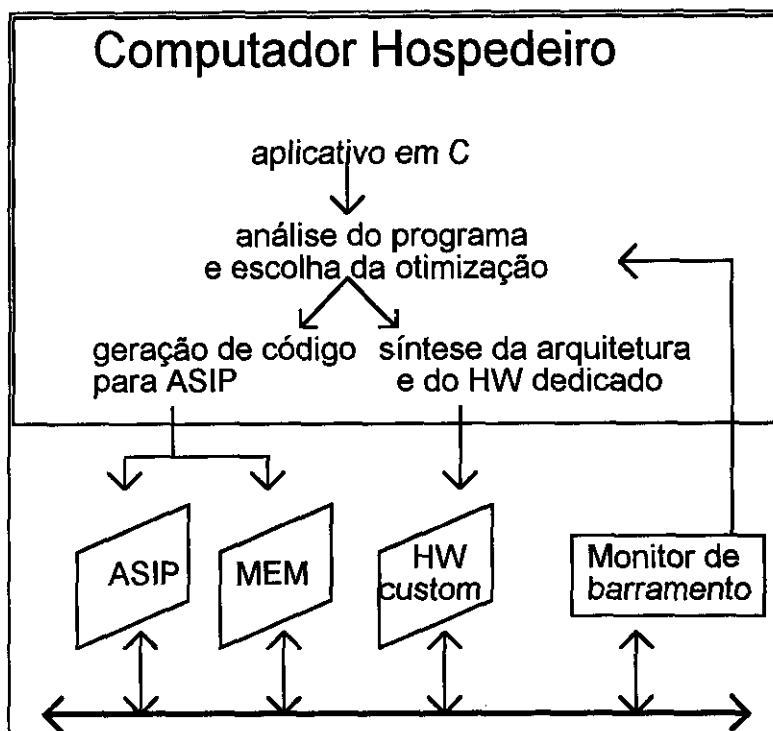 Computador Hospedeiro
aplicativo em C
análise do programa
e escolha da otimização
geração de código
para ASIP
síntese da arquitetura
e do HW dedicado
ASIP
MEM
HW
custom
Monitor de
barramento